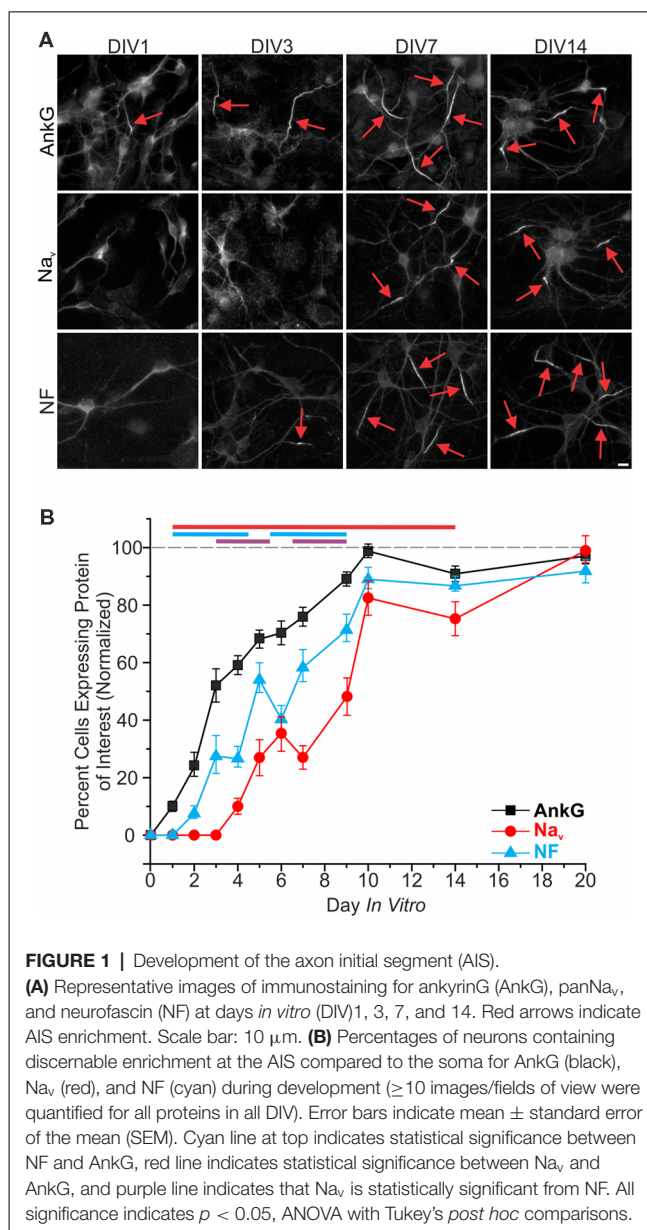 A
DIV1 DIV3 DIV7 DIV14
AnkG
Nav
NF
B
Percent Cells Expressing Protein
of Interest (Normalized)
100
80
60
40
20
0
0 2 4 6 8 10 12 14 16 18 20
Day In Vitro
AnkG
Nav
NF
FIGURE 1 | Development of the axon initial segment (AIS).
(A) Representative images of immunostaining for ankyrinG (AnkG), panNav,
and neurofascin (NF) at days in vitro (DIV)1, 3, 7, and 14. Red arrows indicate
AIS enrichment. Scale bar: 10 μm. (B) Percentages of neurons containing
discernable enrichment at the AIS compared to the soma for AnkG (black),
Nav (red), and NF (cyan) during development (≥10 images/fields of view were
quantified for all proteins in all DIV). Error bars indicate mean ± standard error
of the mean (SEM). Cyan line at top indicates statistical significance between
NF and AnkG, red line indicates statistical significance between Nav and
AnkG, and purple line indicates that Nav is statistically significant from NF. All
significance indicates p < 0.05, ANOVA with Tukey's post hoc comparisons.